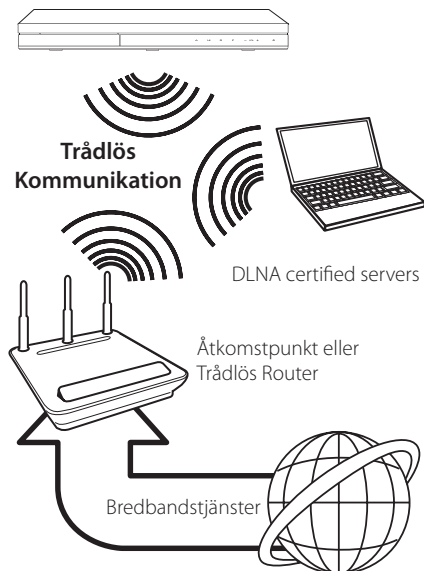 Trådlös
Kommunikation
DLNA certified servers
Åtkomstpunkt eller
Trådlös Router
Bredbandstjänster